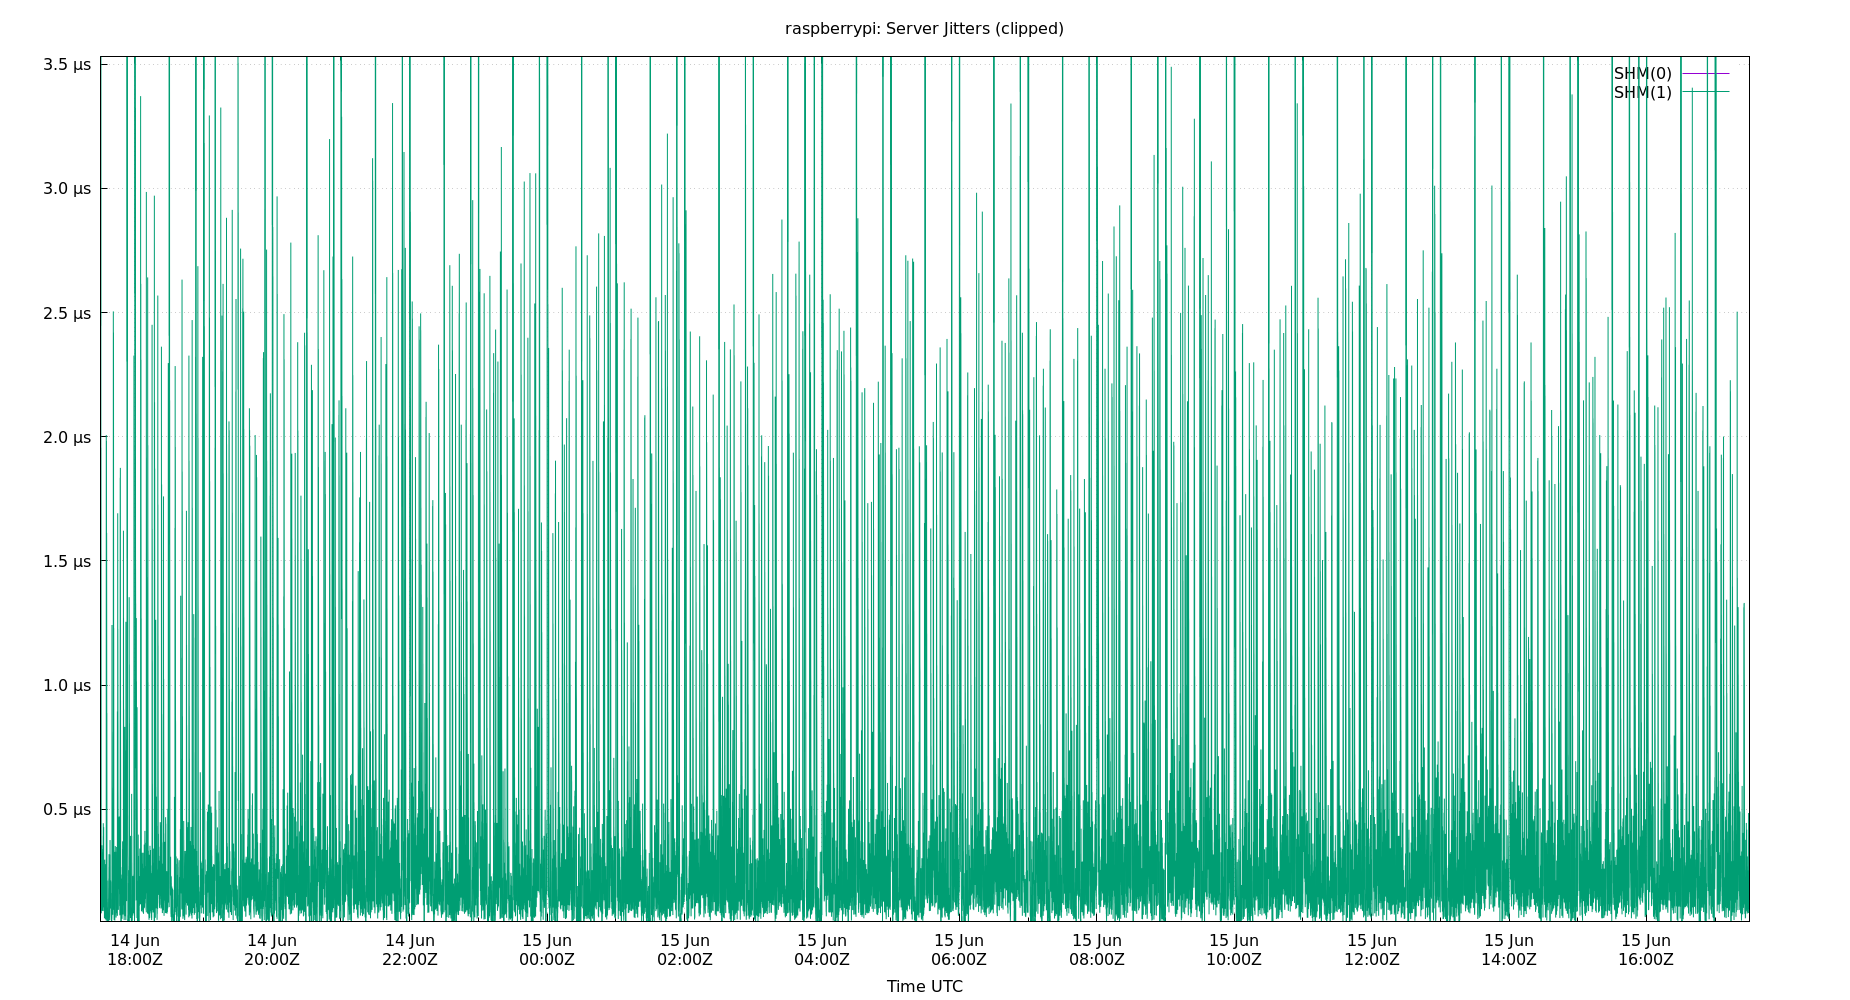 raspberrypi: Server Jitters (clipped)
3.5 μs
3.0 μs
2.5 μs
2.0 μs
1.5 μs
1.0 μs
0.5 μs
SHM(0)
SHM(1)
14 Jun 14 Jun 14 Jun 15 Jun 15 Jun 15 Jun 15 Jun 15 Jun 15 Jun 15 Jun 15 Jun 15 Jun
18:00Z 20:00Z 22:00Z 00:00Z 02:00Z 04:00Z 06:00Z 08:00Z 10:00Z 12:00Z 14:00Z 16:00Z
Time UTC